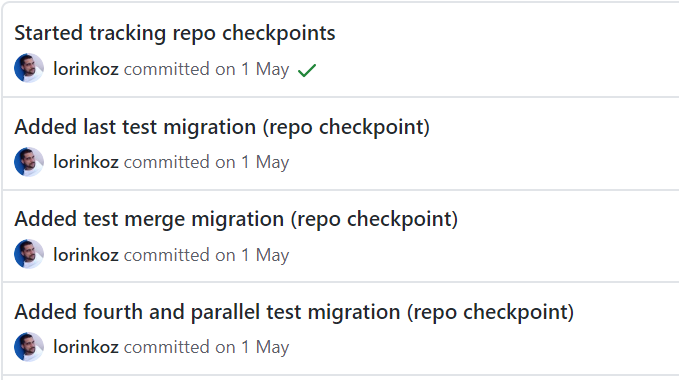 Started tracking repo checkpoints
lorinkoz committed on 1 May
Added last test migration (repo checkpoint)
lorinkoz committed on 1 May
Added test merge migration (repo checkpoint)
lorinkoz committed on 1 May
Added fourth and parallel test migration (repo checkpoint)
lorinkoz committed on 1 May